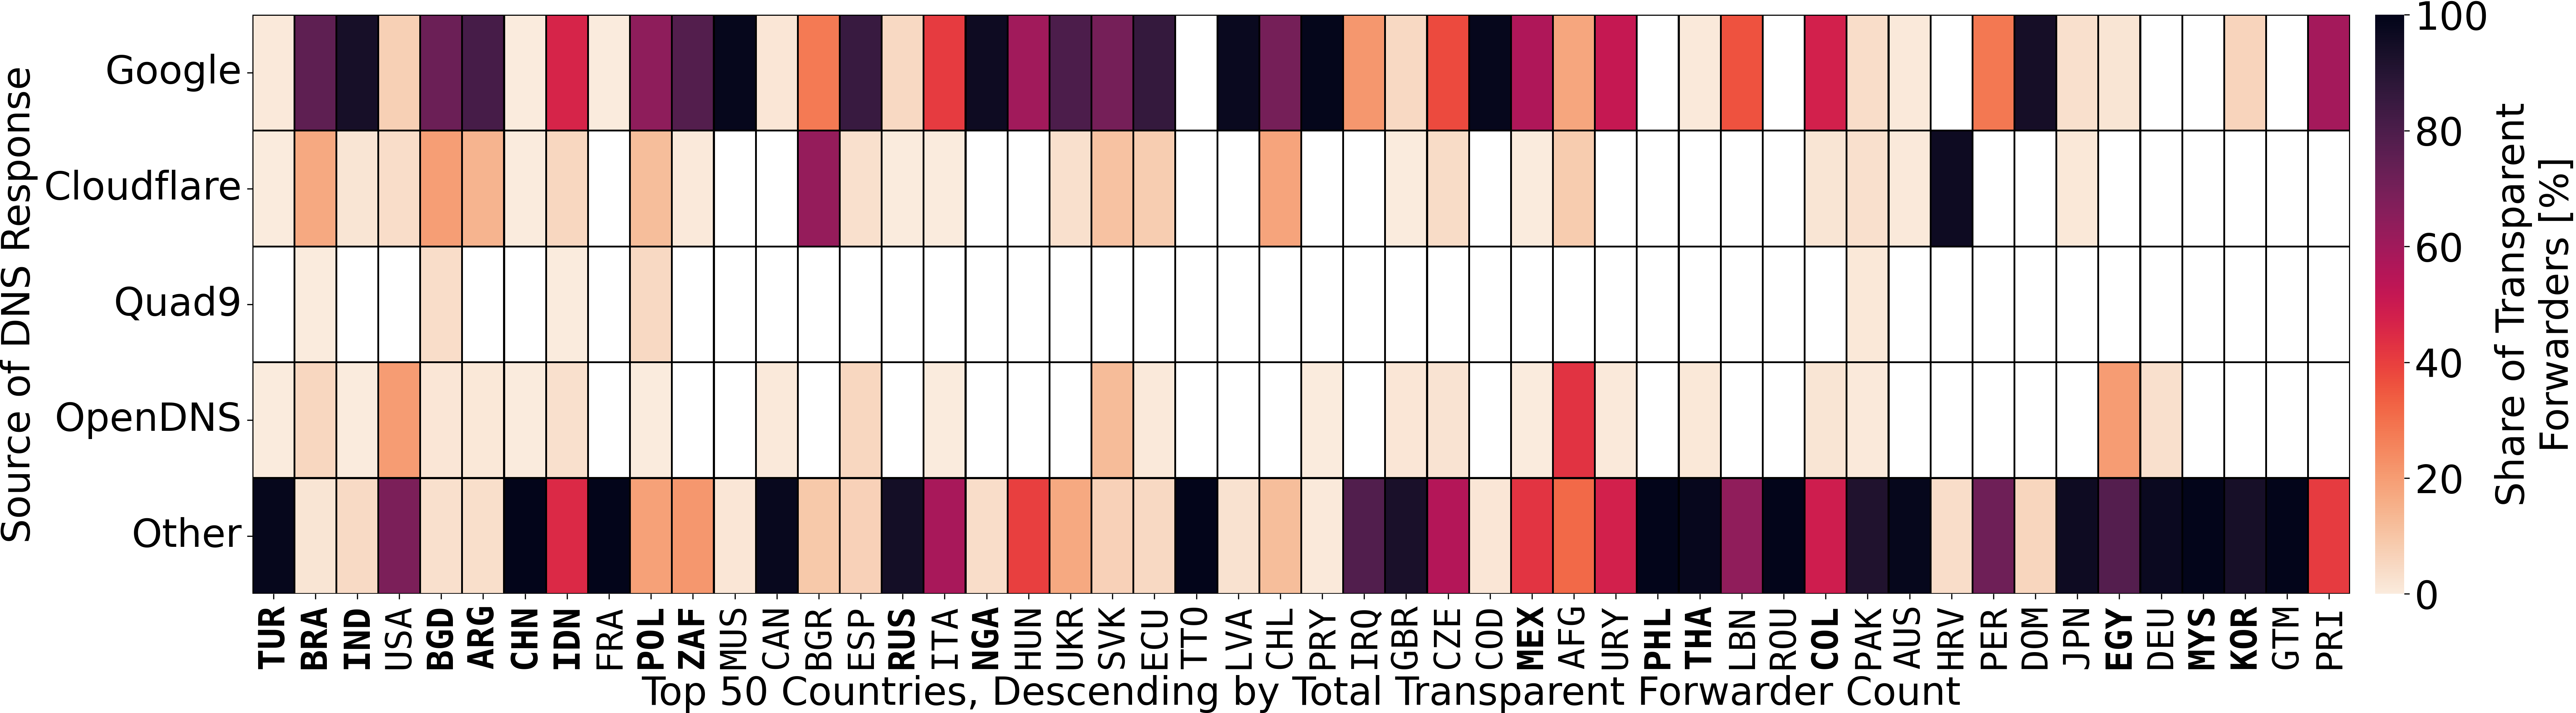 Source of DNS Response
Google
Cloudflare
Quad9
OpenDNS
Other
TUR BRA IND USA BGD ARG CHN IDN FRA POL ZAF MUS CAN BGR ESP RUS ITA NGA HUN UKR SVK ECU TTO LVA CHL PRY IRQ GBR CZE COD MEX AFG URY PHL THA LBN ROU COL PAK AUS HRV PER DOM JPN EGY DEU MYS KOR GTM PRI
Top 50 Countries, Descending by Total Transparent Forwarder Count
100
80
60
40
20
0
Share of Transparent
Forwarders [%]